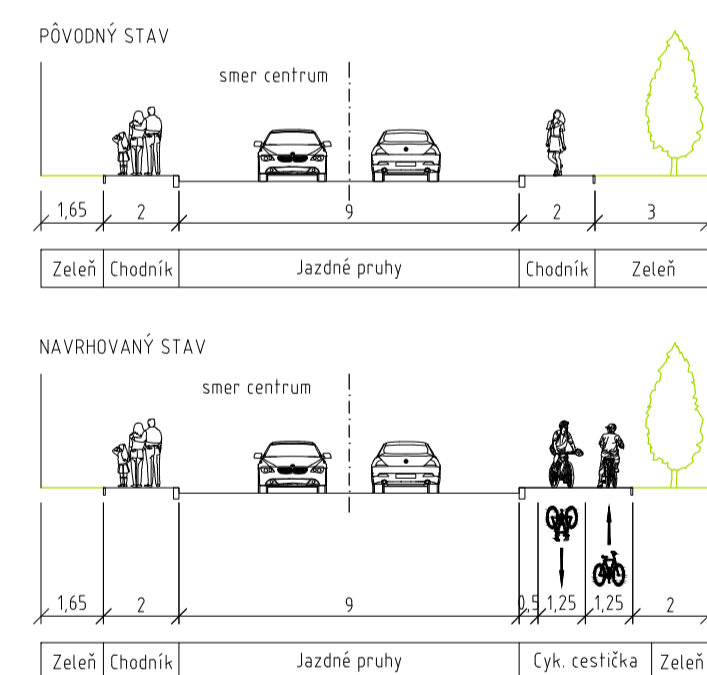 PÔVODNÝ STAV
smer centrum
1,65 2 9 2 3
Zeleň Chodník Jazdné pruhy Chodník Zeleň
NAVRHOVANÝ STAV
smer centrum
1,65 2 9 0,5 1,25 1,25 2
Zeleň Chodník Jazdné pruhy Cyk. cestička Zeleň